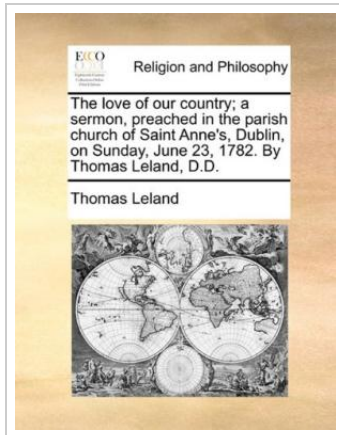 ECCO
Religion and Philosophy
The love of our country; a
sermon, preached in the parish
church of Saint Anne's, Dublin,
on Sunday, June 23, 1782. By
Thomas Leland, D.D.
Thomas Leland